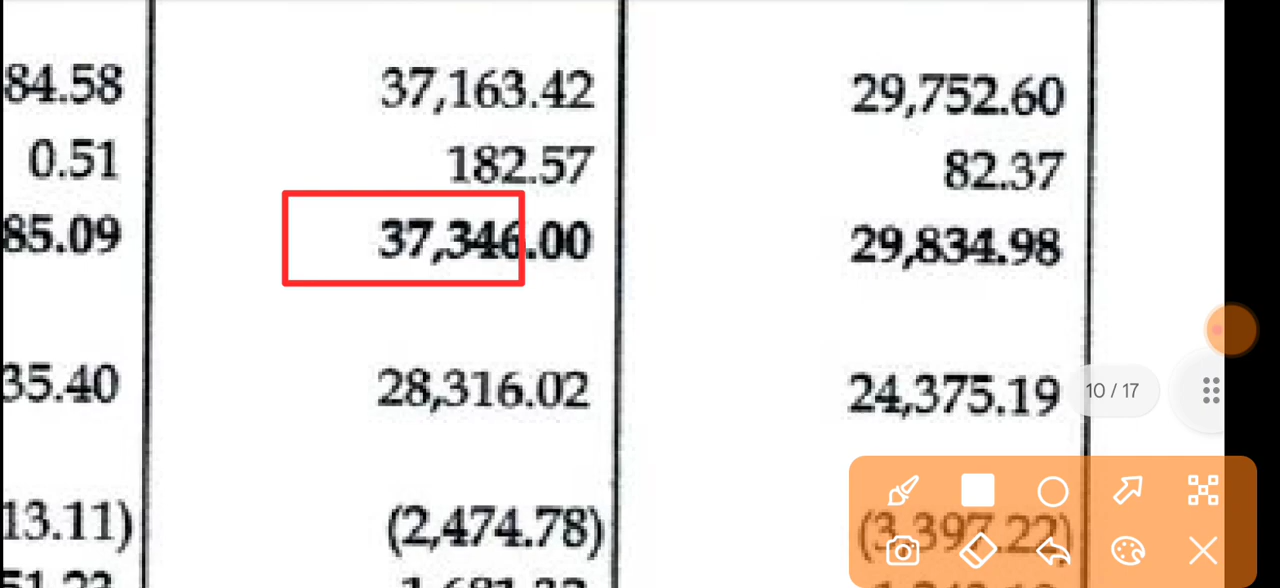 84.58 37,163.42 29,752.60
0.51 182.57 82.37
85.09 37,346.00 29,834.98
35.40 28,316.02 24,375.19
10 / 17
13.11) (2,474.78) (3,397.22)